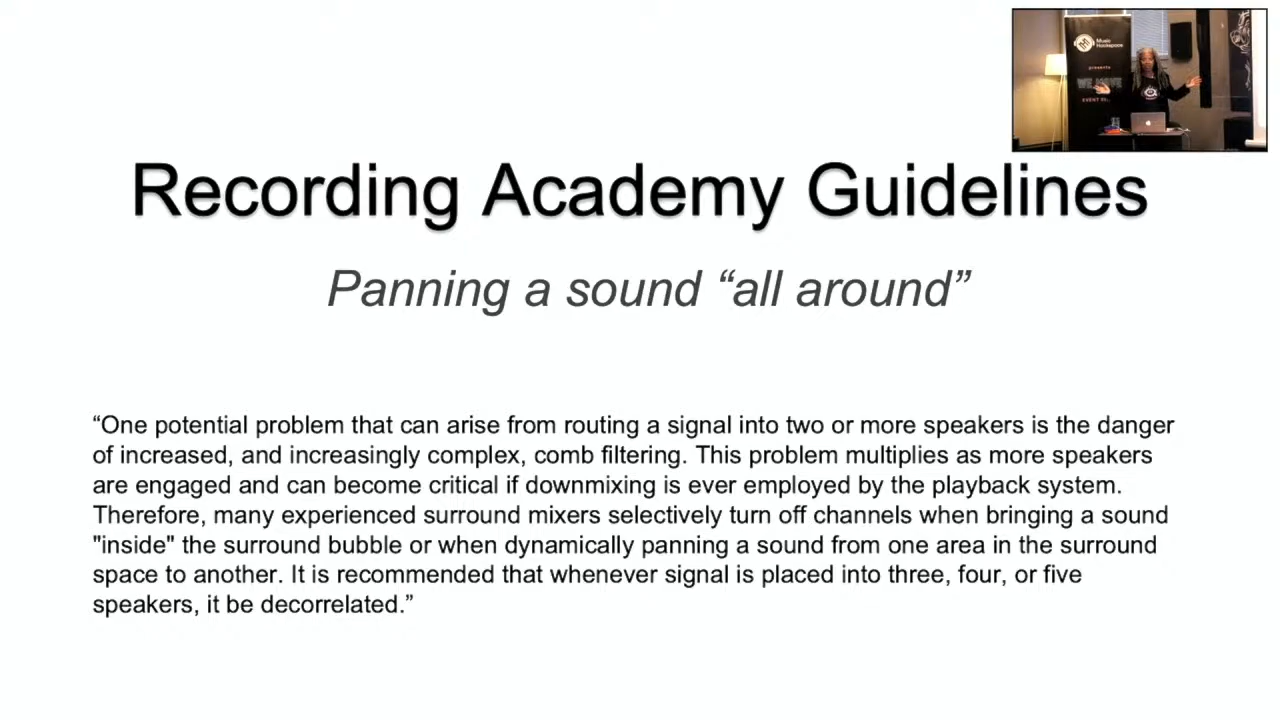 Music
Hackspace
presents
WE MOVE
Recording Academy Guidelines
Panning a sound “all around”
“One potential problem that can arise from routing a signal into two or more speakers is the danger
of increased, and increasingly complex, comb filtering. This problem multiplies as more speakers
are engaged and can become critical if downmixing is ever employed by the playback system.
Therefore, many experienced surround mixers selectively turn off channels when bringing a sound
"inside" the surround bubble or when dynamically panning a sound from one area in the surround
space to another. It is recommended that whenever signal is placed into three, four, or five
speakers, it be decorrelated.”